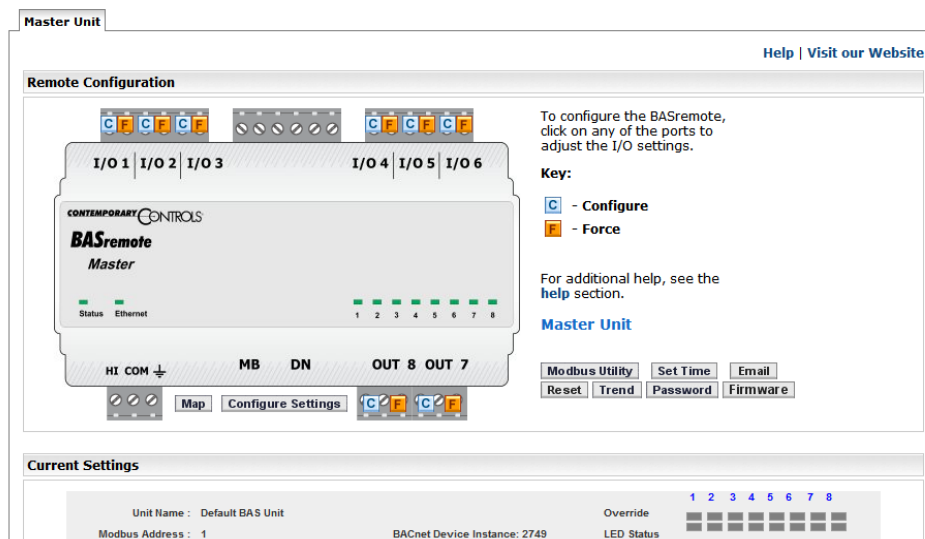 Master Unit
Help | Visit our Website
Remote Configuration
C F C F C F C F C F C F
I/O 1 I/O 2 I/O 3 I/O 4 I/O 5 I/O 6
CONTEMPORARY CONTROLS
BASremote
Master
Status Ethernet 1 2 3 4 5 6 7 8
HI COM MB DN OUT 8 OUT 7
Map Configure Settings C F C F
To configure the BASremote,
click on any of the ports to
adjust the I/O settings.
Key:
C - Configure
F - Force
For additional help, see the
help section.
Master Unit
Modbus Utility Set Time Email
Reset Trend Password Firmware
Current Settings
1 2 3 4 5 6 7 8
Unit Name : Default BAS Unit Override
Modbus Address : 1 BACnet Device Instance: 2749 LED Status